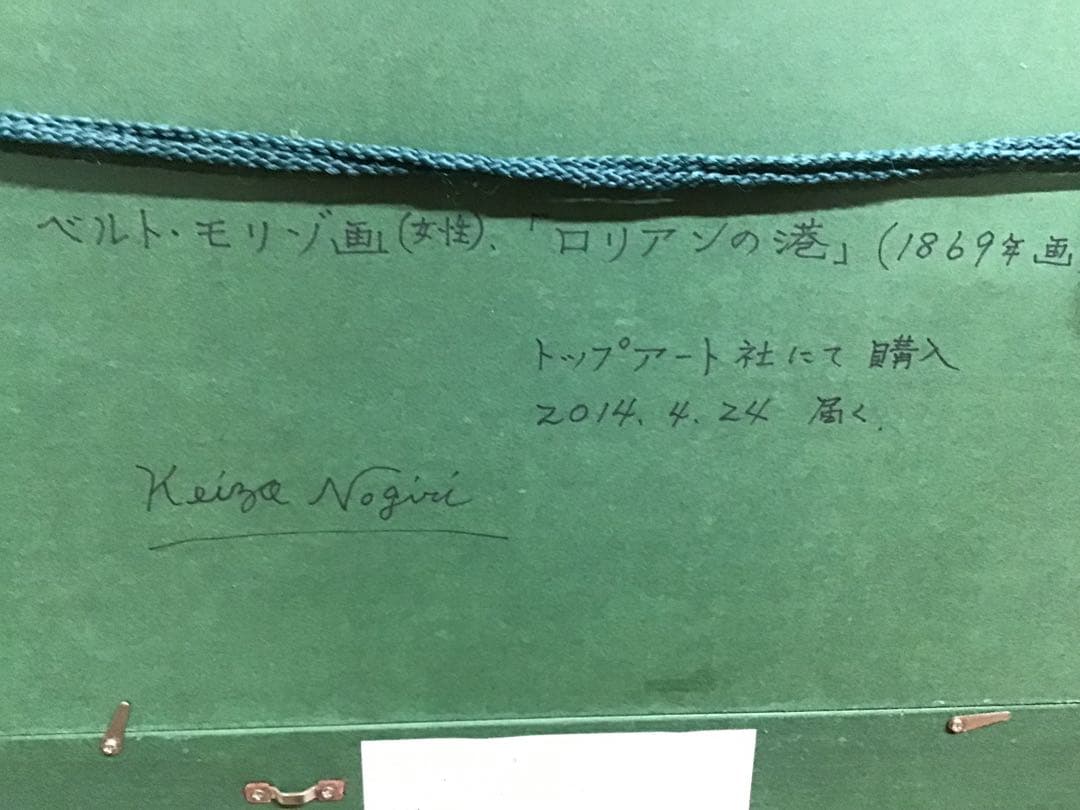 ベルト・モリゾ画(女性)、「ロリアンの港」(1869年画
トップアート社にて購入
2014.4.24 届く.
Keizo Nogiri